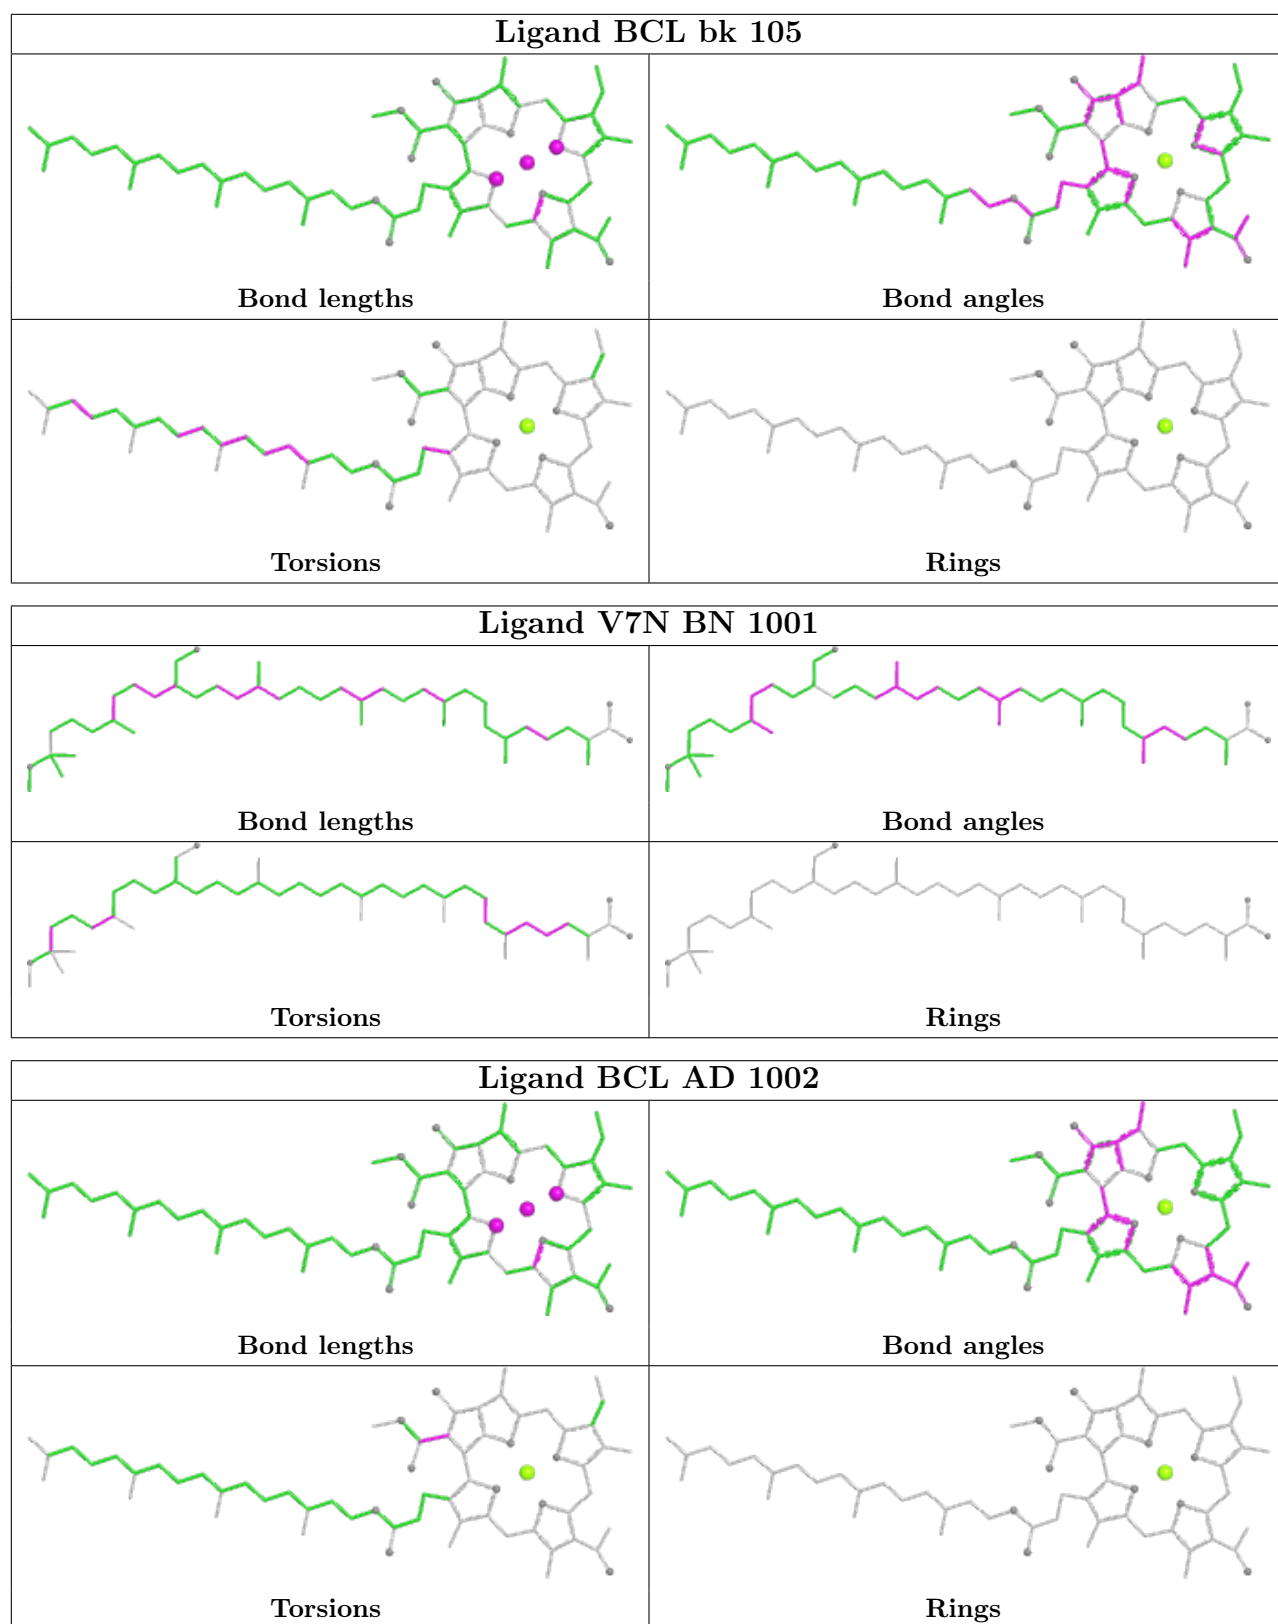 Ligand BCL bk 105
Bond lengths
Bond angles
Torsions
Rings
Ligand V7N BN 1001
Bond lengths
Bond angles
Torsions
Rings
Ligand BCL AD 1002
Bond lengths
Bond angles
Torsions
Rings